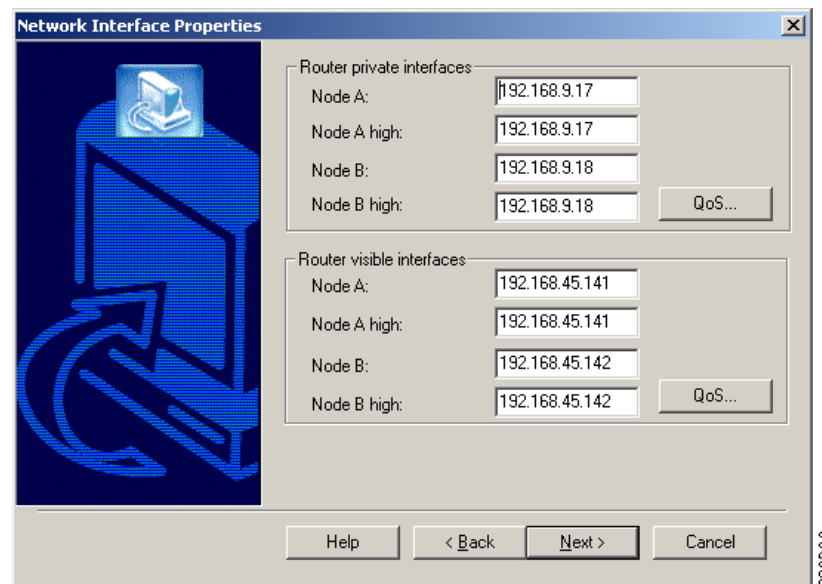 Network Interface Properties
Router private interfaces
Node A: 192.168.9.17
Node A high: 192.168.9.17
Node B: 192.168.9.18
Node B high: 192.168.9.18 QoS...
Router visible interfaces
Node A: 192.168.45.141
Node A high: 192.168.45.141
Node B: 192.168.45.142
Node B high: 192.168.45.142 QoS...
Help < Back Next > Cancel